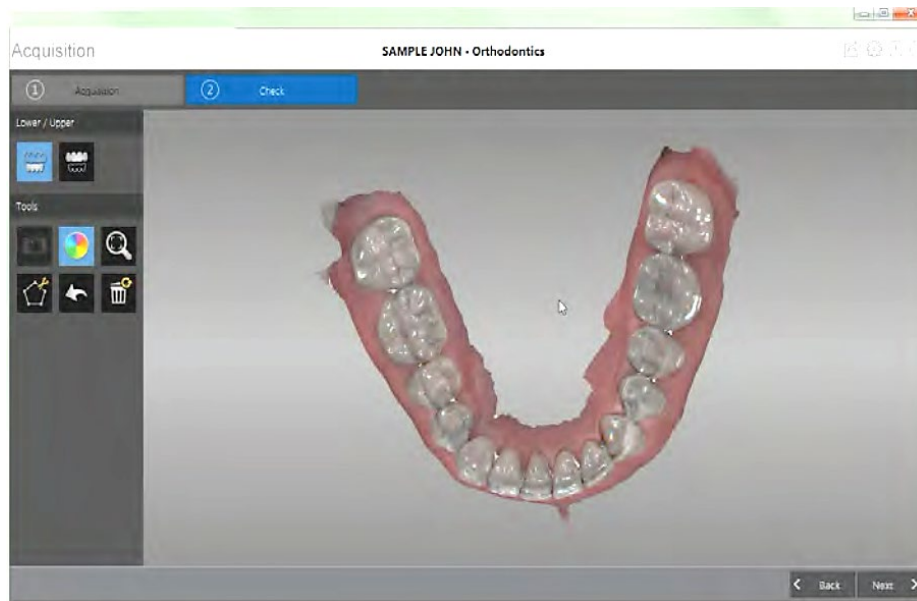 Acquisition
SAMPLE JOHN - Orthodontics
1 Acquisition
2 Check
Lower / Upper
Tools
Back
Next